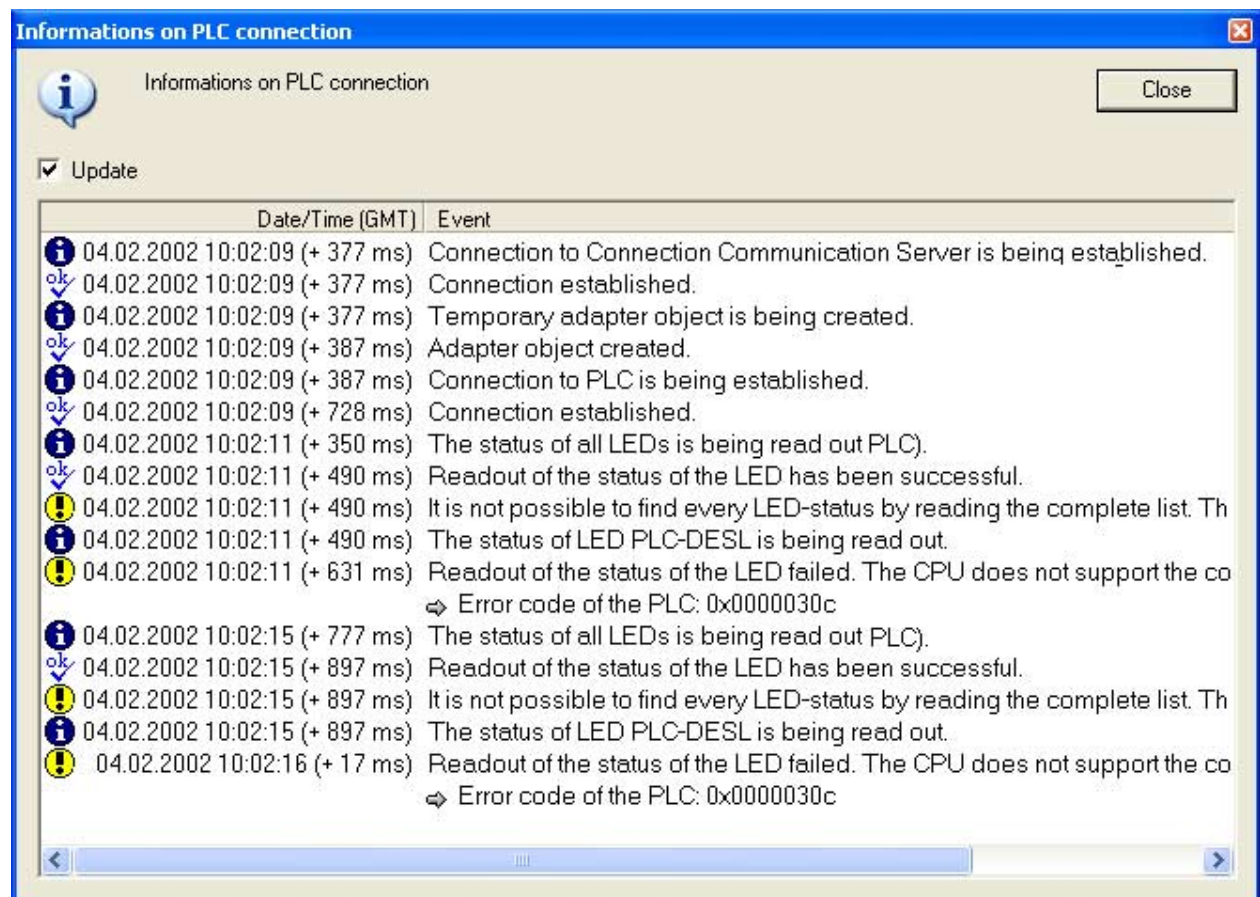 Informations on PLC connection
Informations on PLC connection
Close
Update
Date/Time (GMT) Event
04.02.2002 10:02:09 (+ 377 ms) Connection to Connection Communication Server is being established.
ok 04.02.2002 10:02:09 (+ 377 ms) Connection established.
04.02.2002 10:02:09 (+ 377 ms) Temporary adapter object is being created.
ok 04.02.2002 10:02:09 (+ 387 ms) Adapter object created.
04.02.2002 10:02:09 (+ 387 ms) Connection to PLC is being established.
ok 04.02.2002 10:02:09 (+ 728 ms) Connection established.
04.02.2002 10:02:11 (+ 350 ms) The status of all LEDs is being read out PLC).
ok 04.02.2002 10:02:11 (+ 490 ms) Readout of the status of the LED has been successful.
04.02.2002 10:02:11 (+ 490 ms) It is not possible to find every LED-status by reading the complete list. Th
04.02.2002 10:02:11 (+ 490 ms) The status of LED PLC-DESL is being read out.
04.02.2002 10:02:11 (+ 631 ms) Readout of the status of the LED failed. The CPU does not support the co
Error code of the PLC: 0x0000030c
04.02.2002 10:02:15 (+ 777 ms) The status of all LEDs is being read out PLC).
ok 04.02.2002 10:02:15 (+ 897 ms) Readout of the status of the LED has been successful.
04.02.2002 10:02:15 (+ 897 ms) It is not possible to find every LED-status by reading the complete list. Th
04.02.2002 10:02:15 (+ 897 ms) The status of LED PLC-DESL is being read out.
04.02.2002 10:02:16 (+ 17 ms) Readout of the status of the LED failed. The CPU does not support the co
Error code of the PLC: 0x0000030c